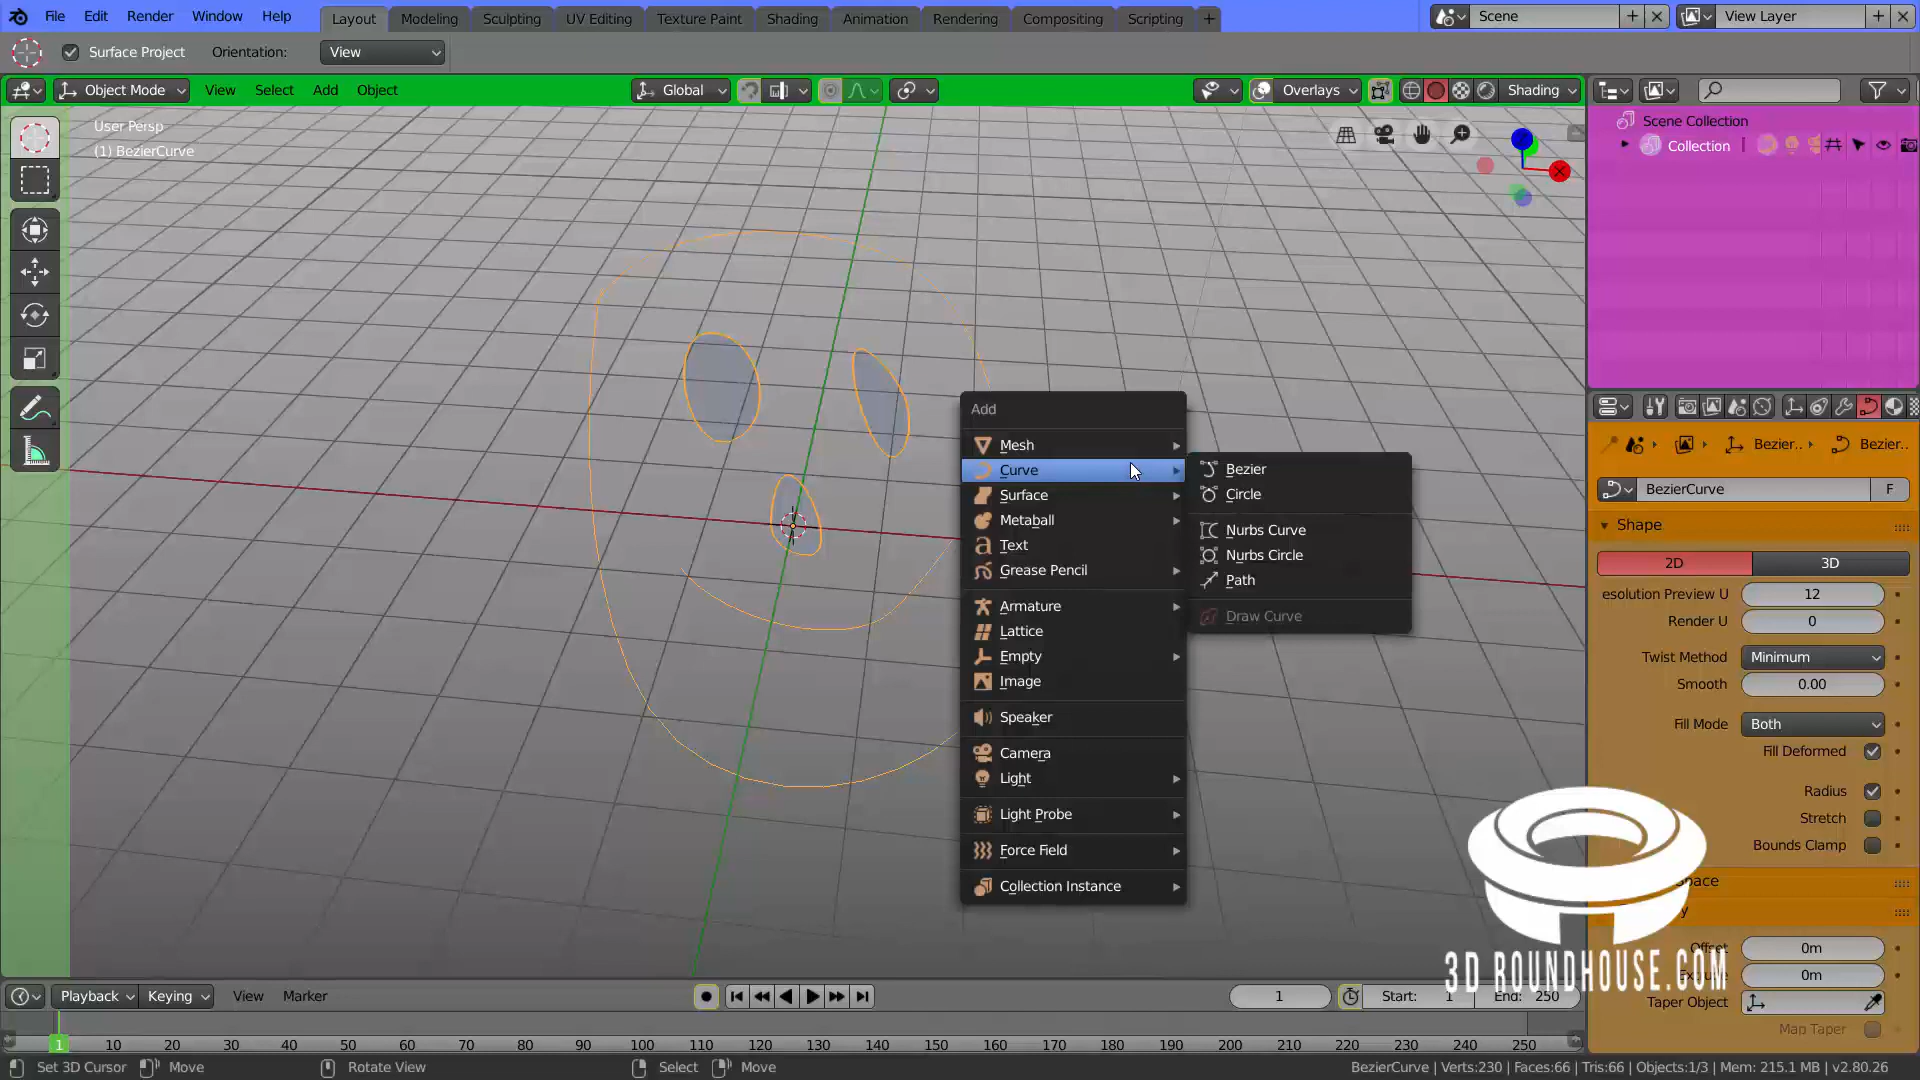 File Edit Render Window Help
Layout Modeling Sculpting UV Editing Texture Paint Shading Animation Rendering Compositing Scripting +
Scene
View Layer
Surface Project Orientation: View
Object Mode View Select Add Object
Global
Overlays
Shading
User Persp
(1) BezierCurve
Scene Collection
Collection
Add
Mesh
Curve
Surface
Metaball
Text
Grease Pencil
Armature
Lattice
Empty
Image
Speaker
Camera
Light
Light Probe
Force Field
Collection Instance
Bezier
Circle
Nurbs Curve
Nurbs Circle
Path
Draw Curve
Bezier.. Bezier..
BezierCurve F
Shape
2D 3D
esolution Preview U 12
Render U 0
Twist Method Minimum
Smooth 0.00
Fill Mode Both
Fill Deformed
Radius
Stretch
Bounds Clamp
Space
y
Offset 0m
0m
Taper Object
Map Taper
3D ROUNDHOUSE.COM
Playback Keying View Marker
1 Start: 1 End: 250
1 10 20 30 40 50 60 70 80 90 100 110 120 130 140 150 160 170 180 190 200 210 220 230 240 250
Set 3D Cursor Move Rotate View Select Move
BezierCurve | Verts:230 | Faces:66 | Tris:66 | Objects:1/3 | Mem: 215.1 MB | v2.80.26